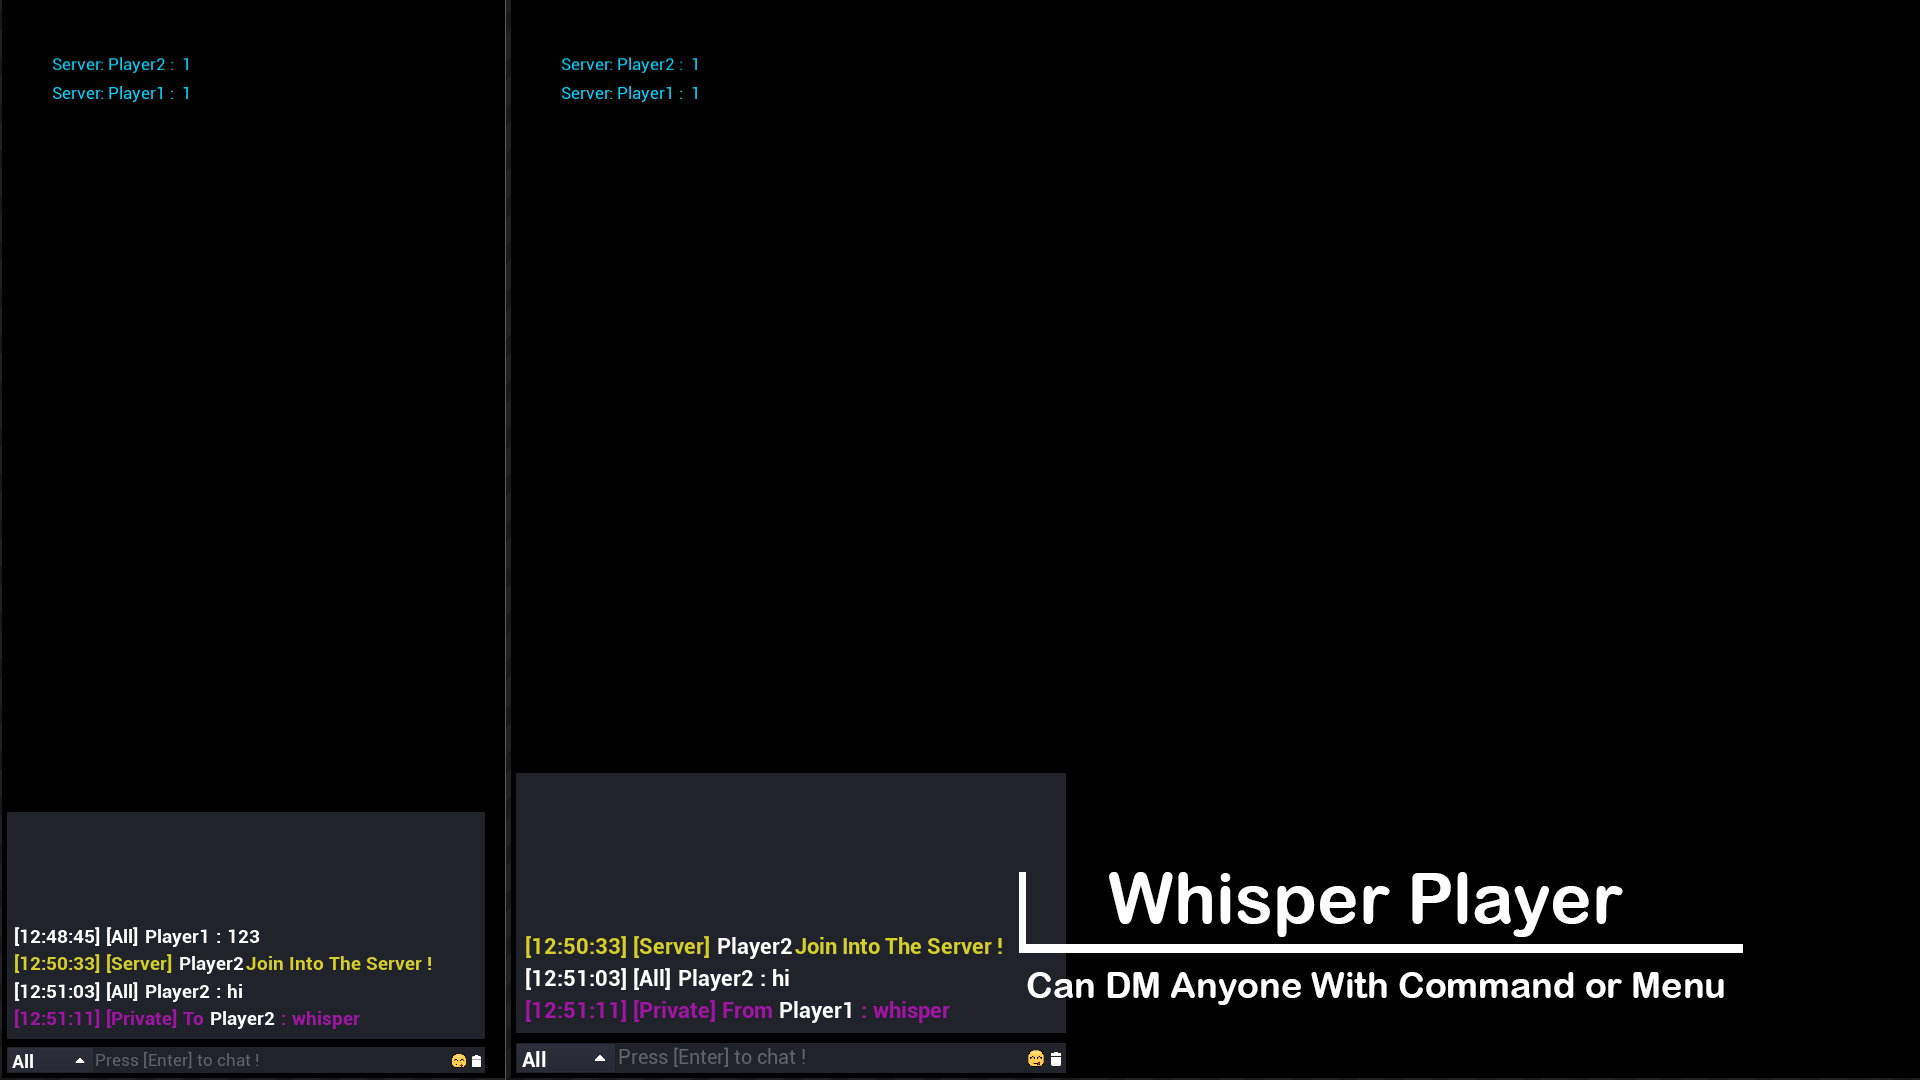 Server: Player2 :  1
Server: Player1 :  1
[12:48:45] [All] Player1 : 123
[12:50:33] [Server] Player2 Join Into The Server !
[12:51:03] [All] Player2 : hi
[12:51:11] [Private] To Player2 : whisper
All
Press [Enter] to chat !
Server: Player2 :  1
Server: Player1 :  1
[12:50:33] [Server] Player2 Join Into The Server !
[12:51:03] [All] Player2 : hi
[12:51:11] [Private] From Player1 : whisper
All
Press [Enter] to chat !
Whisper Player
Can DM Anyone With Command or Menu